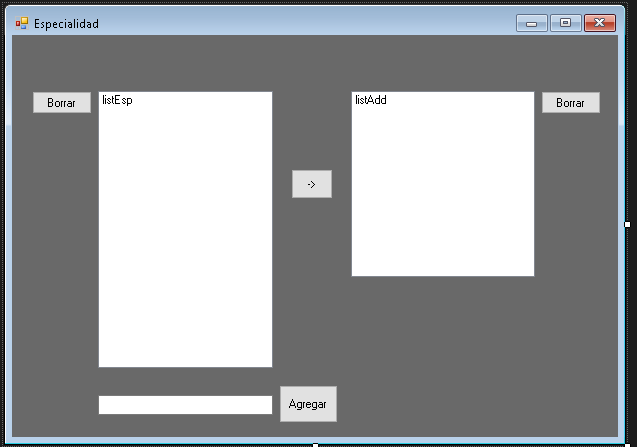 Especialidad
Borrar
listEsp
listAdd
Borrar
->
Agregar